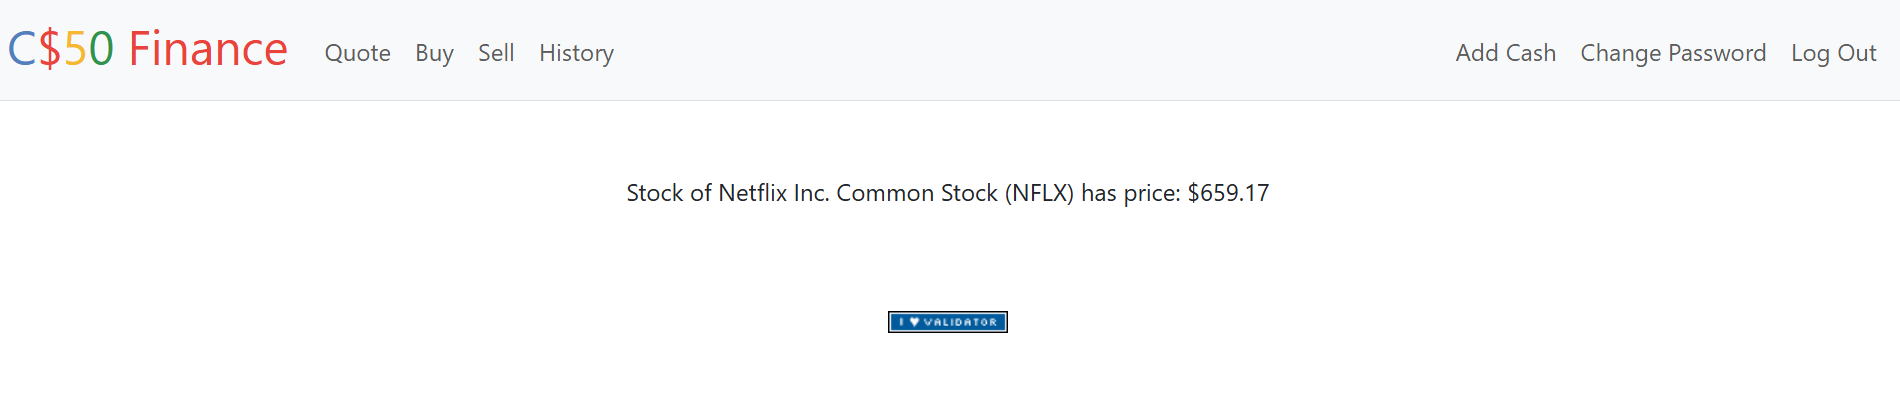 C$50 Finance Quote Buy Sell History Add Cash Change Password Log Out
Stock of Netflix Inc. Common Stock (NFLX) has price: $659.17
I ♥ VALIDATOR